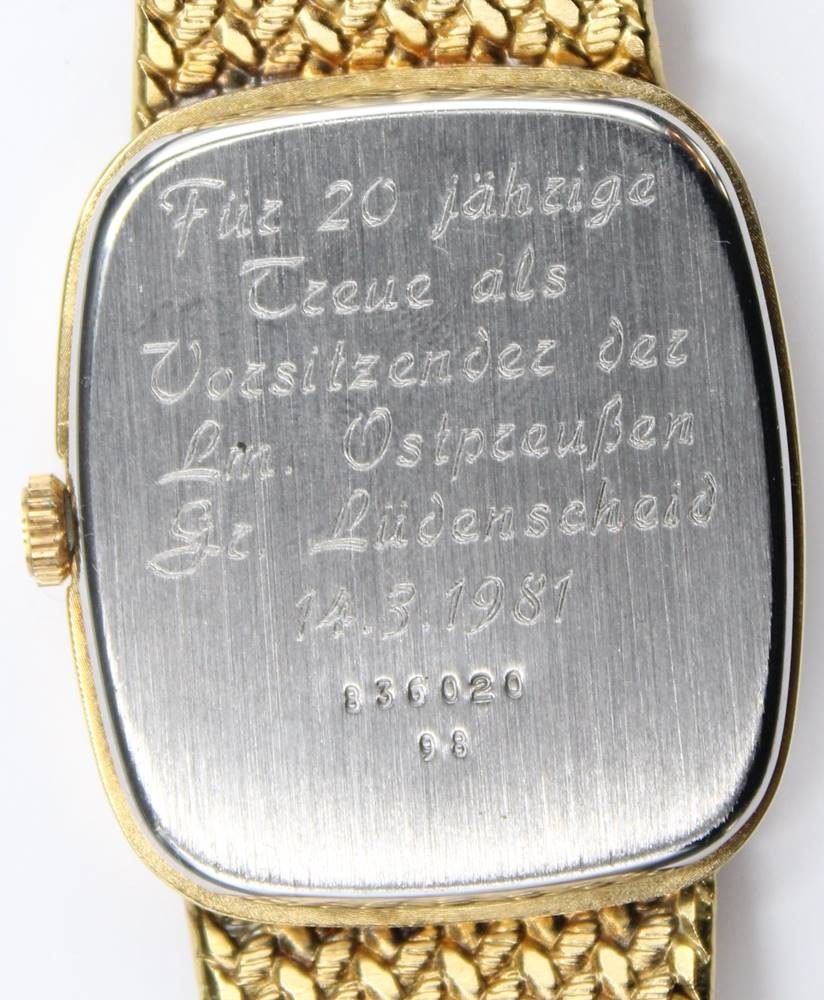 Für 20 jährige
Treue als
Vorsitzender der
Lm. Ostpreußen
Gr. Lüdenscheid
14.3.1981
836020
98